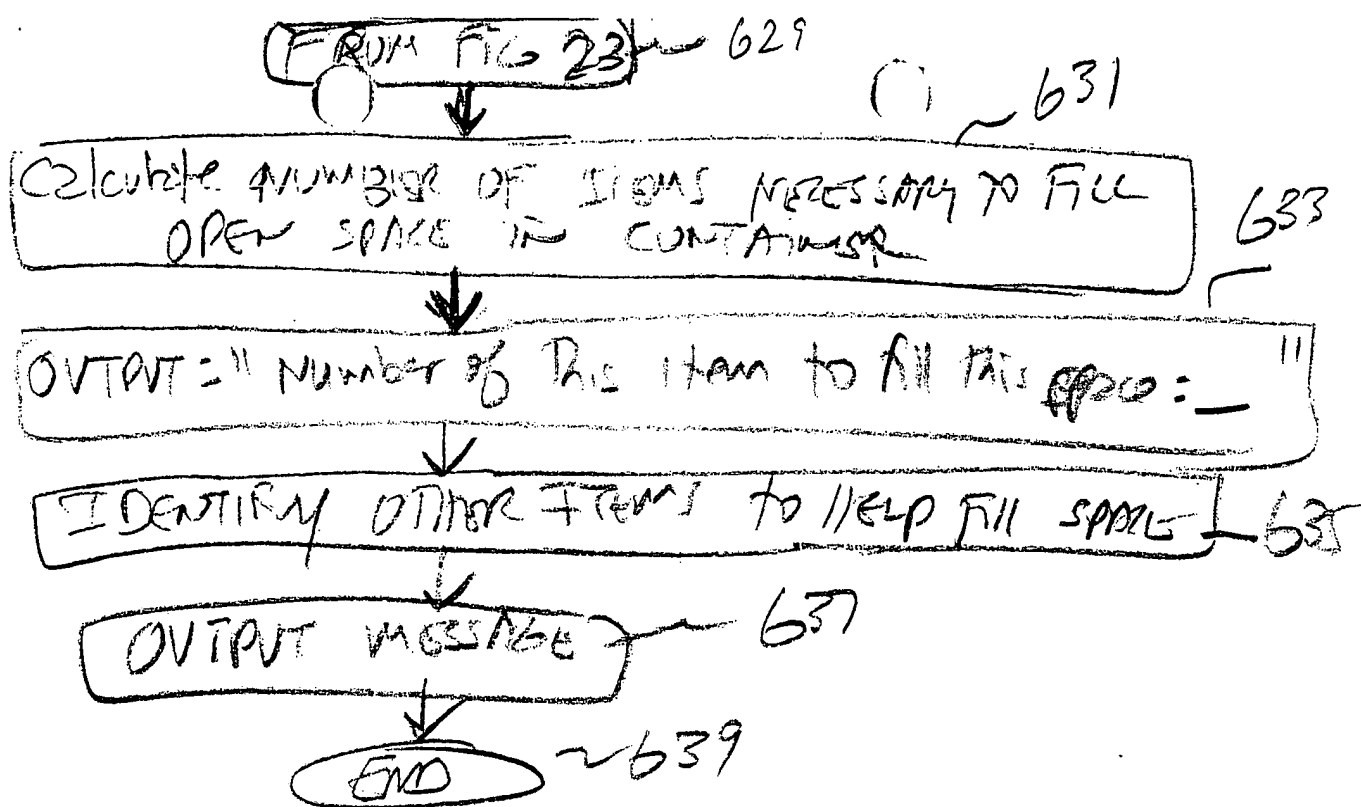 FROM FIG 23 629
631
Calculate NUMBER OF ITEMS NECESSARY TO FILL
OPEN SPACE IN CONTAINER
633
OUTPUT: "Number of This item to fill this space: _ "
IDENTIFY OTHER ITEMS to HELP Fill SPACE 635
OUTPUT MESSAGE 637
END 639